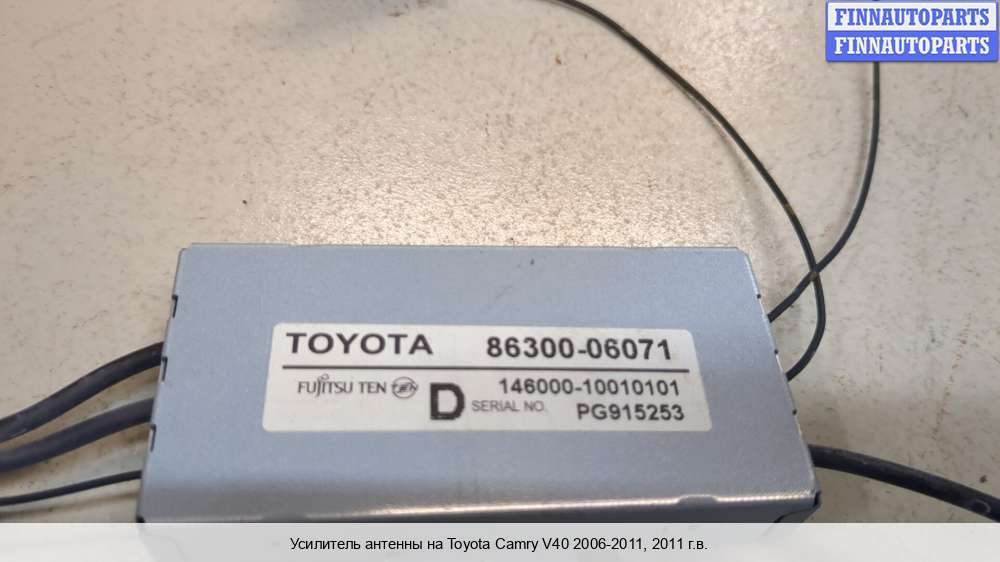 FINNAUTOPARTS
FINNAUTOPARTS
TOYOTA 86300-06071
FUJITSU TEN TEN D 146000-10010101
SERIAL NO. PG915253
Усилитель антенны на Toyota Camry V40 2006-2011, 2011 г.в.